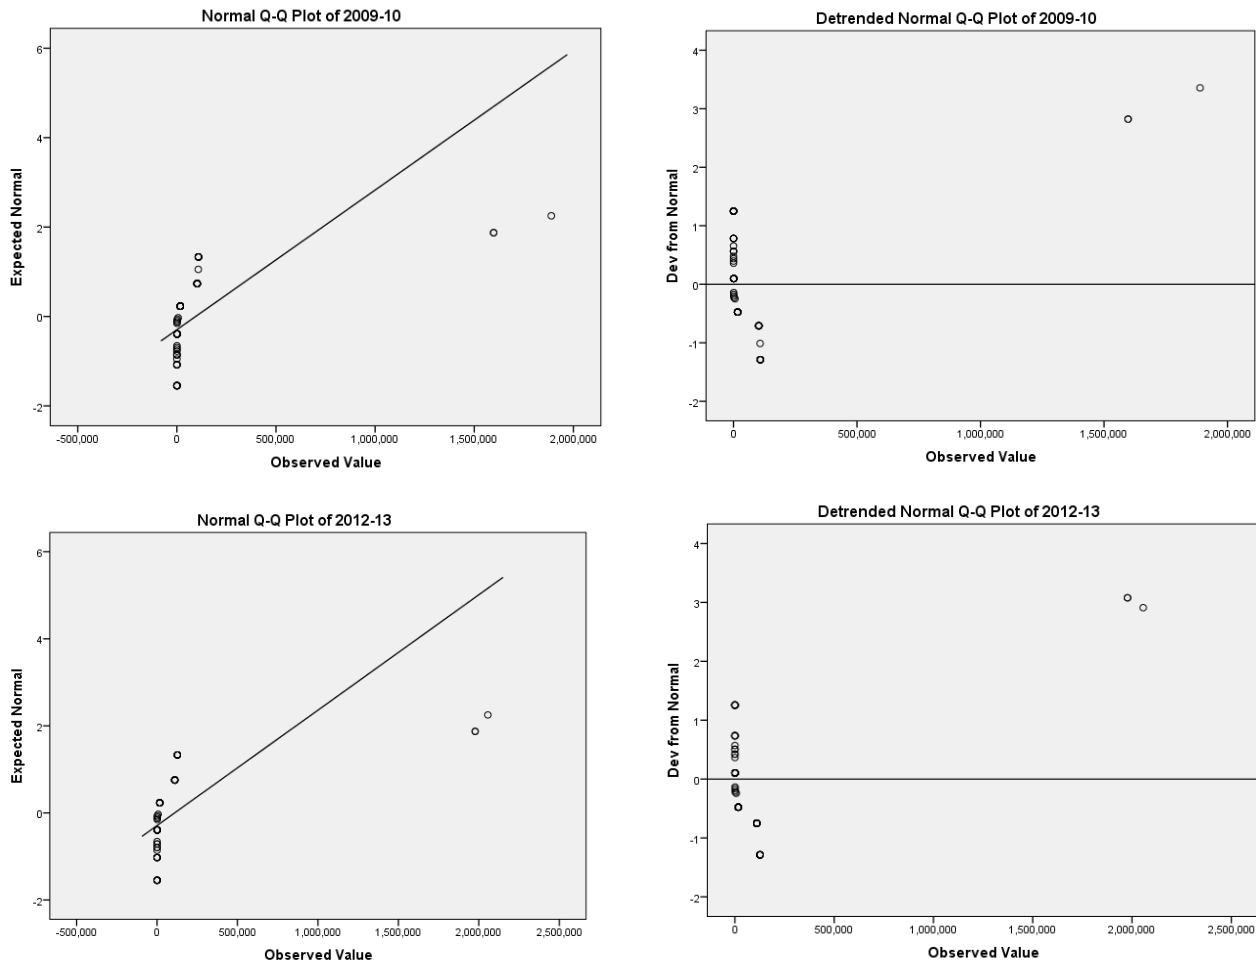 Normal Q-Q Plot of 2009-10
Expected Normal
6
4
2
0
-2
-500,000 0 500,000 1,000,000 1,500,000 2,000,000
Observed Value
Detrended Normal Q-Q Plot of 2009-10
Dev from Normal
4
3
2
1
0
-1
-2
0 500,000 1,000,000 1,500,000 2,000,000
Observed Value
Normal Q-Q Plot of 2012-13
Expected Normal
6
4
2
0
-2
-500,000 0 500,000 1,000,000 1,500,000 2,000,000 2,500,000
Observed Value
Detrended Normal Q-Q Plot of 2012-13
Dev from Normal
4
3
2
1
0
-1
-2
0 500,000 1,000,000 1,500,000 2,000,000 2,500,000
Observed Value